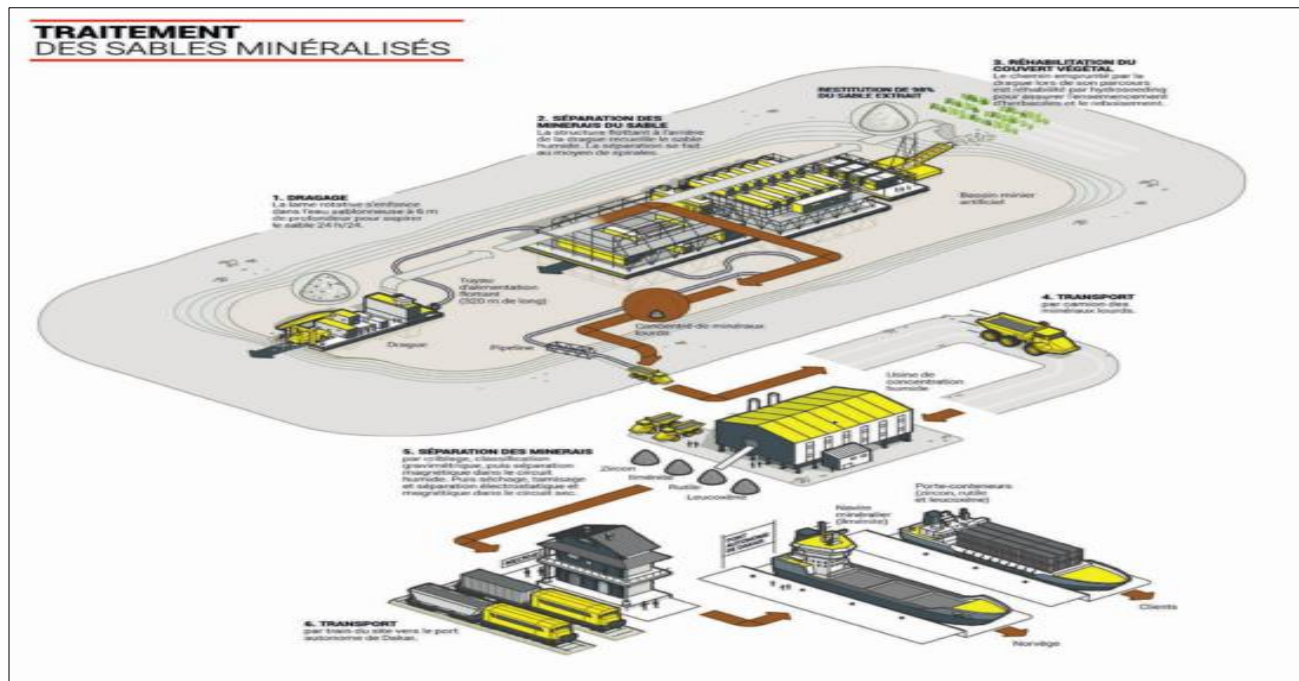 TRAITEMENT
DES SABLES MINÉRALISÉS
3. RÉHABILITATION DU
COUVERT VÉGÉTAL
Le chemin emprunté par la
drague lors de son parcours
est réhabilité par hydroseeding
pour assurer l'ensemencement
d'herbacées et le reboisement.
RESTITUTION DE 98%
DU SABLE EXTRAIT
2. SÉPARATION DES
MINERAIS DU SABLE
La structure flottant à l'arrière
de la drague recueille le sable
humide. La séparation se fait
au moyen de spirales.
1. DRAGAGE
La lame rotative s'enfonce
dans l'eau sablonneuse à 6 m
de profondeur pour aspirer
le sable 24 h/24.
Bassin minier
artificiel
Tuyau
d'alimentation
flottant
(320 m de long)
Drague
Pipeline
Concentré de minéraux
lourds
4. TRANSPORT
par camion des
minéraux lourds.
Usine de
concentration
humide
5. SÉPARATION DES MINERAIS
par criblage, classification
gravimétrique, puis séparation
magnétique dans le circuit
humide. Puis séchage, tamisage
et séparation électrostatique et
magnétique dans le circuit sec.
Zircon
Ilménite
Rutile
Leucoxène
Porte-conteneurs
(zircon, rutile
et leucoxène)
Navire
minéralier
(ilménite)
PORT
AUTONOME
DE DAKAR
Clients
Norvège
6. TRANSPORT
par train du site vers le port
autonome de Dakar.